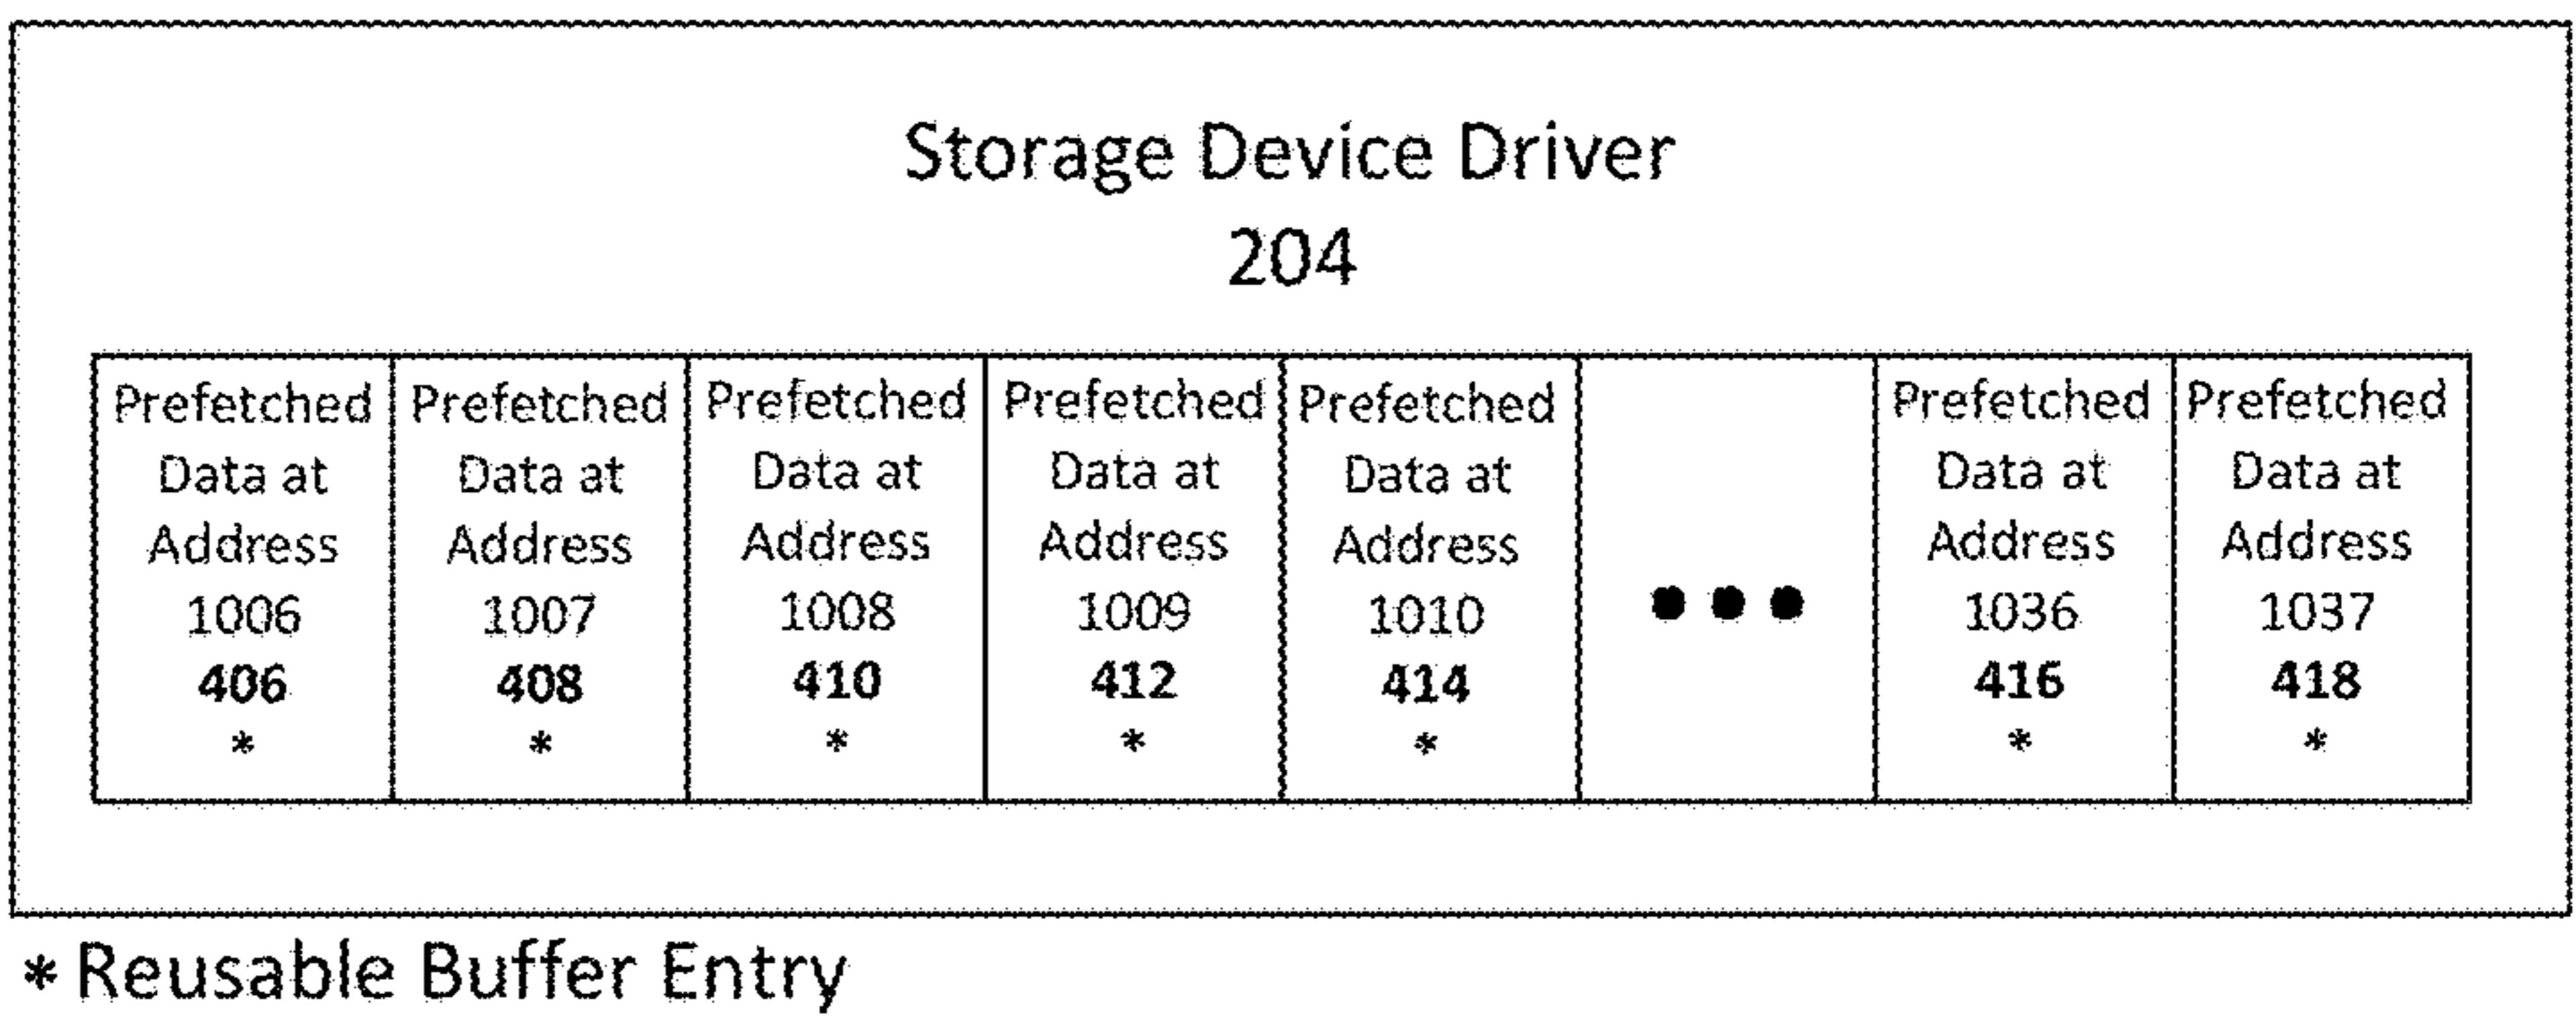 Storage Device Driver
204
Prefetched
Data at
Address
1006
406
*
Prefetched
Data at
Address
1007
408
*
Prefetched
Data at
Address
1008
410
*
Prefetched
Data at
Address
1009
412
*
Prefetched
Data at
Address
1010
414
*
●●●
Prefetched
Data at
Address
1036
416
*
Prefetched
Data at
Address
1037
418
*
* Reusable Buffer Entry